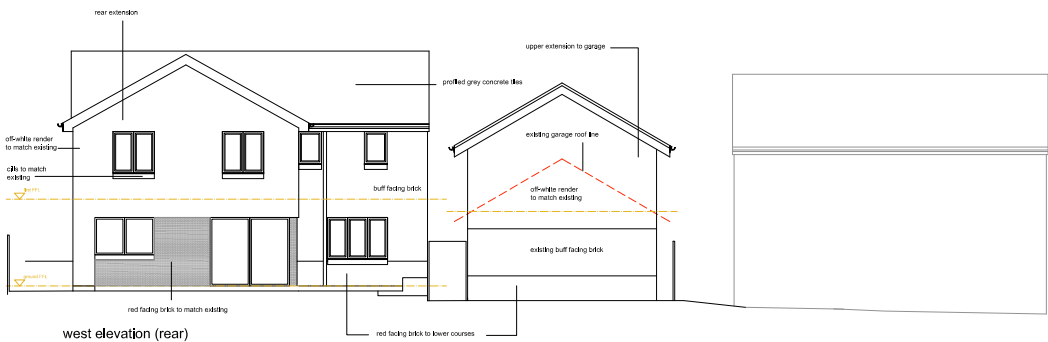 rear extension
upper extension to garage
profiled grey concrete tiles
off-white render
to match existing
existing garage roof line
cills to match
existing
buff facing brick
off-white render
to match existing
existing buff facing brick
ground FFL
red facing brick to match existing
west elevation (rear)
red facing brick to lower courses